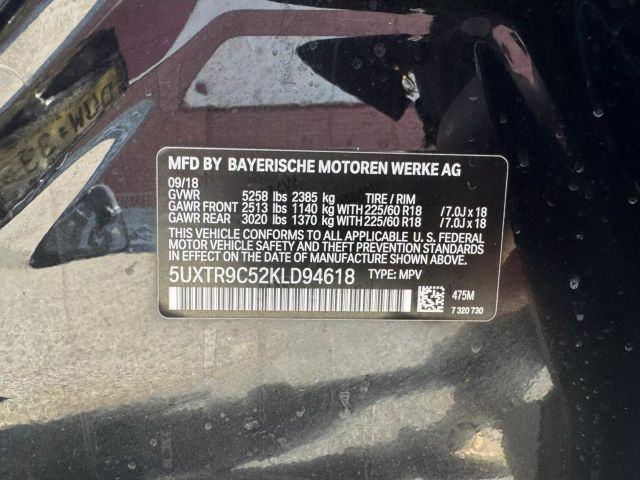 MFD BY BAYERISCHE MOTOREN WERKE AG
09/18
GVWR 5258 lbs 2385 kg TIRE / RIM
GAWR FRONT 2513 lbs 1140 kg WITH 225/60 R18 /7.0J x 18
GAWR REAR 3020 lbs 1370 kg WITH 225/60 R18 /7.0J x 18
THIS VEHICLE CONFORMS TO ALL APPLICABLE U. S. FEDERAL
MOTOR VEHICLE SAFETY AND THEFT PREVENTION STANDARDS
IN EFFECT ON THE DATE OF MANUFACTURE SHOWN ABOVE.
5UXTR9C52KLD94618 TYPE: MPV
475M
7 320 730